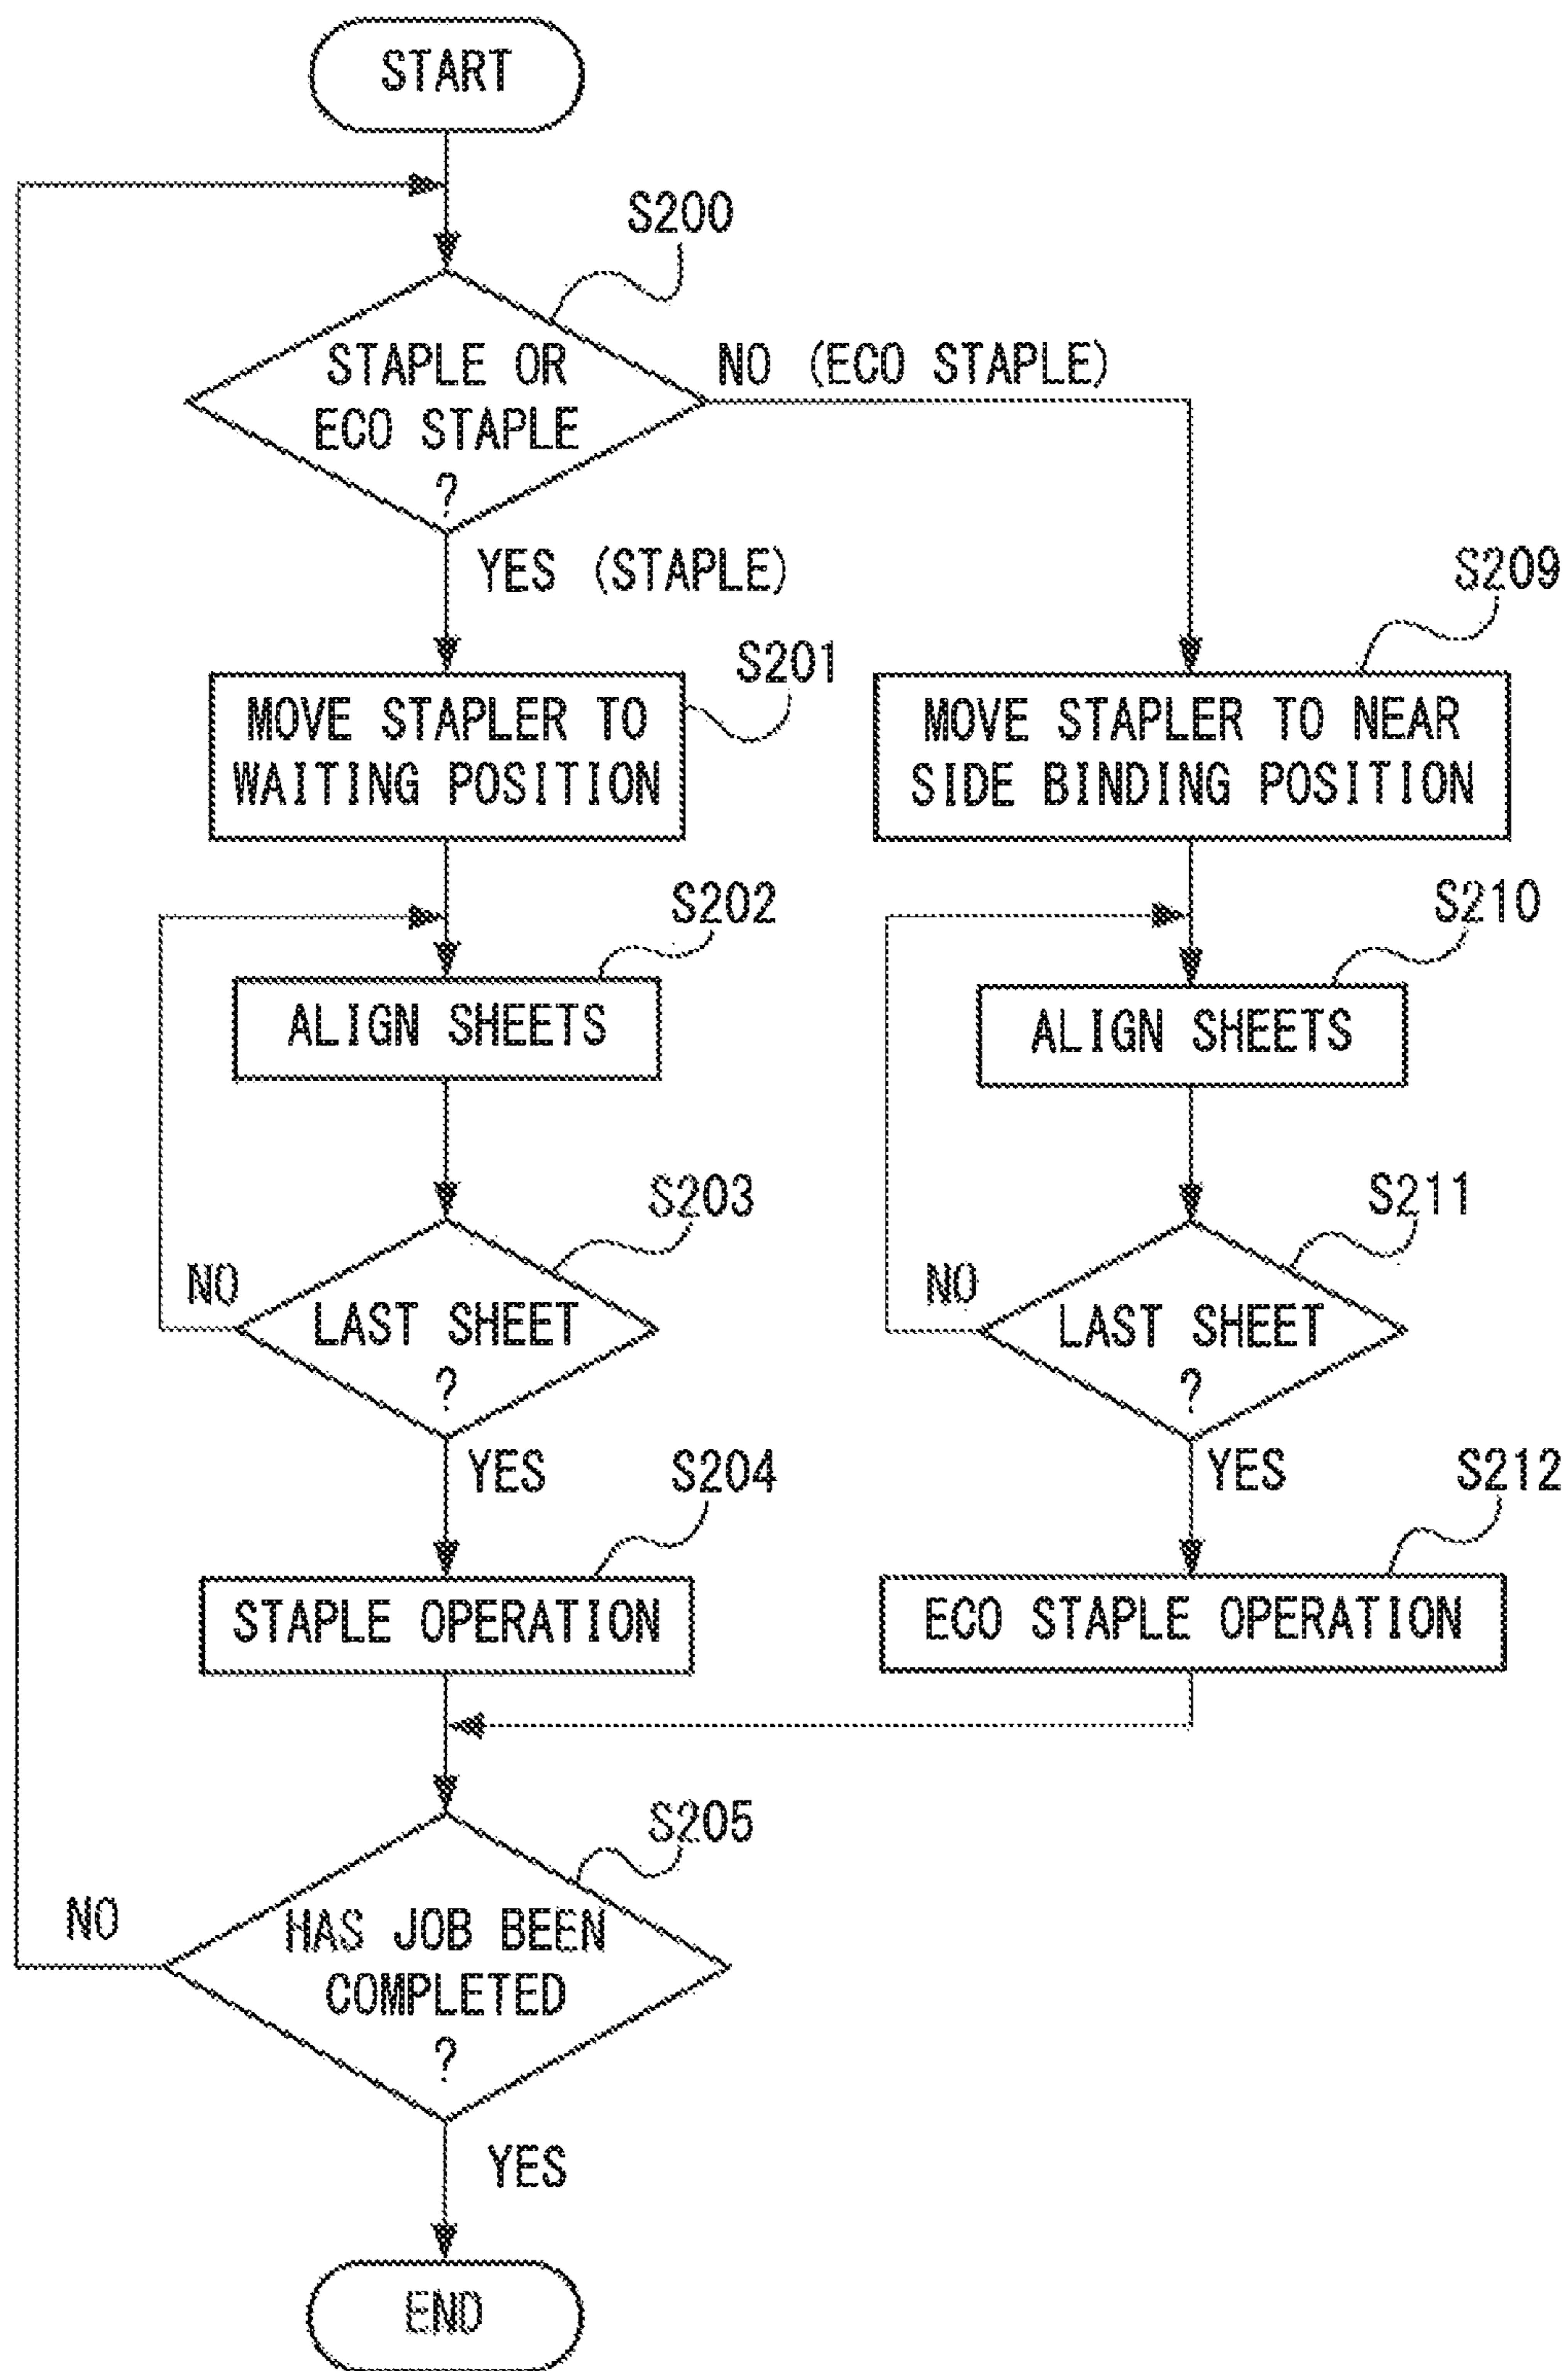 START
S200
STAPLE OR
ECO STAPLE
?
NO (ECO STAPLE)
YES (STAPLE)
S201
MOVE STAPLER TO
WAITING POSITION
S209
MOVE STAPLER TO NEAR
SIDE BINDING POSITION
S202
ALIGN SHEETS
S210
ALIGN SHEETS
S203
NO
LAST SHEET
?
YES
S211
NO
LAST SHEET
?
YES
S204
STAPLE OPERATION
S212
ECO STAPLE OPERATION
S205
NO
HAS JOB BEEN
COMPLETED
?
YES
END